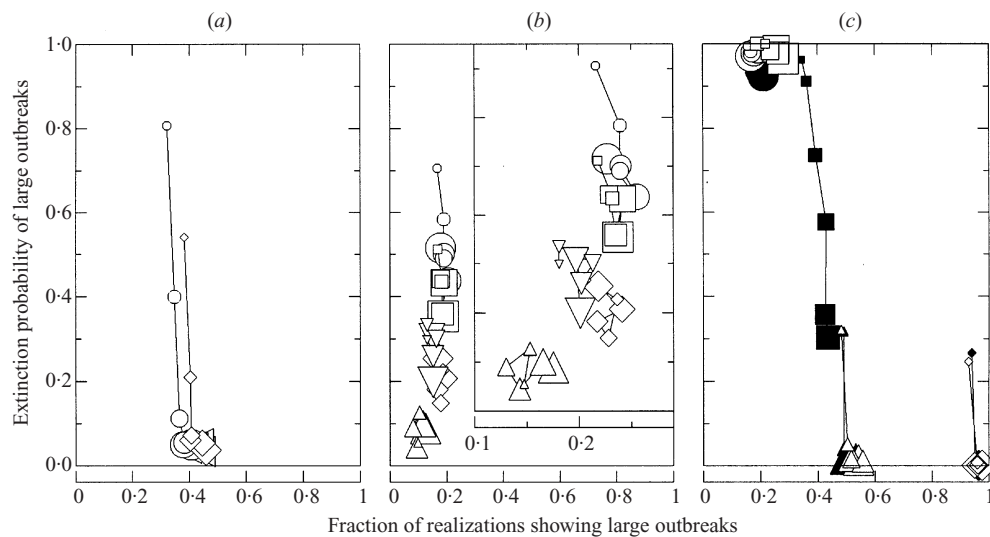 (a) (b) (c)
Extinction probability of large outbreaks
1·0
0·8
0·6
0·4
0·2
0·0
0 0·2 0·4 0·6 0·8 1 0 0·2 0·4 0·6 0·8 1 0 0·2 0·4 0·6 0·8 1
0·1 0·2
Fraction of realizations showing large outbreaks